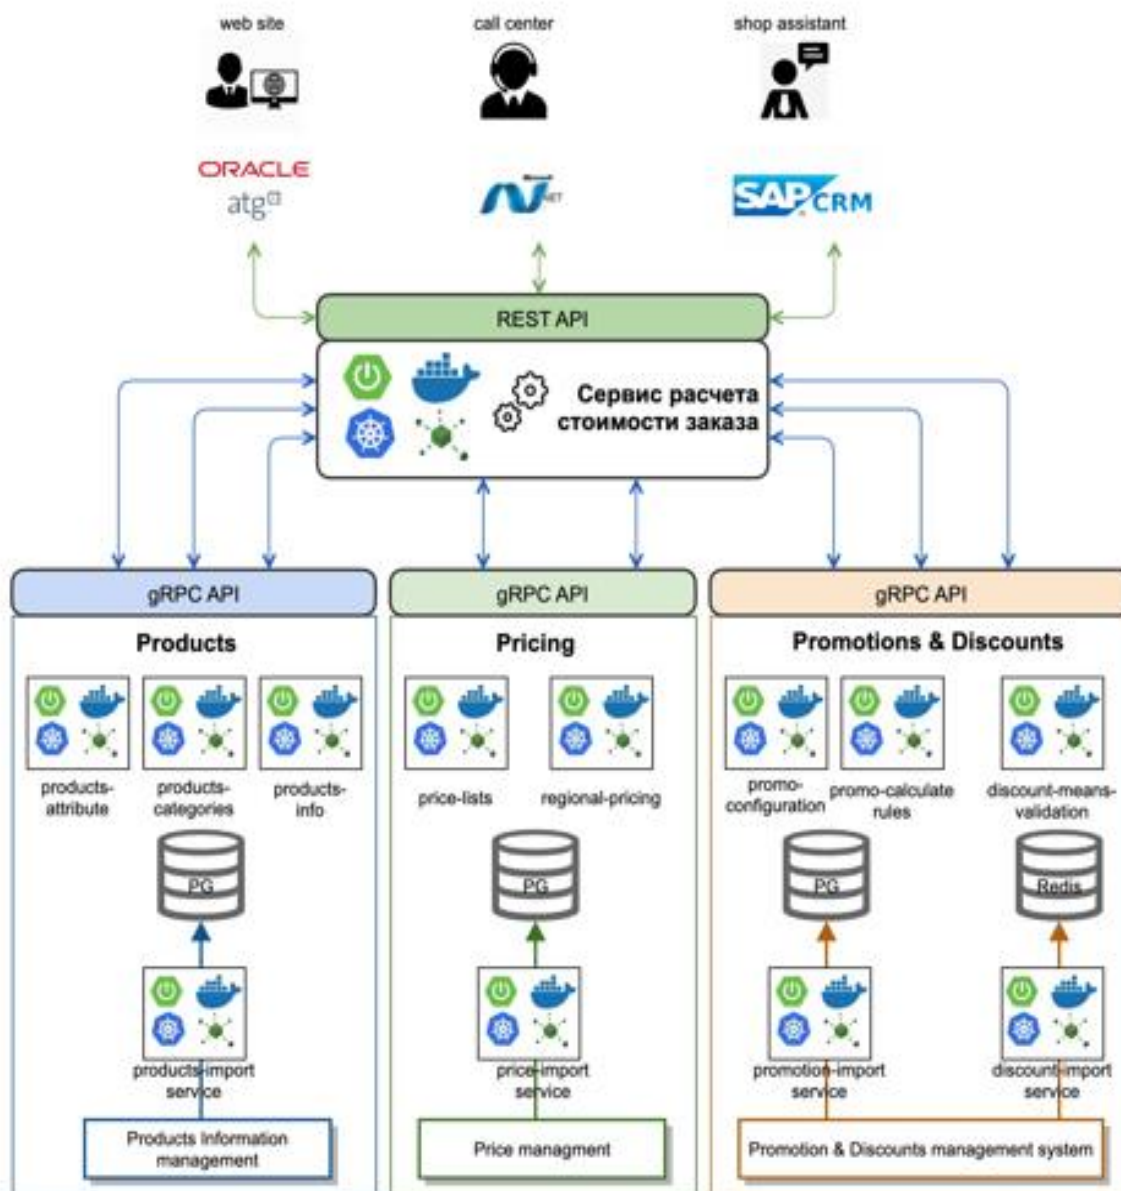 web site
call center
shop assistant
ORACLE
atg
NET
SAP CRM
REST API
Сервис расчета
стоимости заказа
gRPC API
gRPC API
gRPC API
Products
Pricing
Promotions & Discounts
products-
attribute
products-
categories
products-
info
price-lists
regional-pricing
promo-
configuration
promo-calculate
rules
discount-means-
validation
PG
PG
PG
Redis
products-import
service
price-import
service
promotion-import
service
discount-import
service
Products Information
management
Price managment
Promotion & Discounts management system